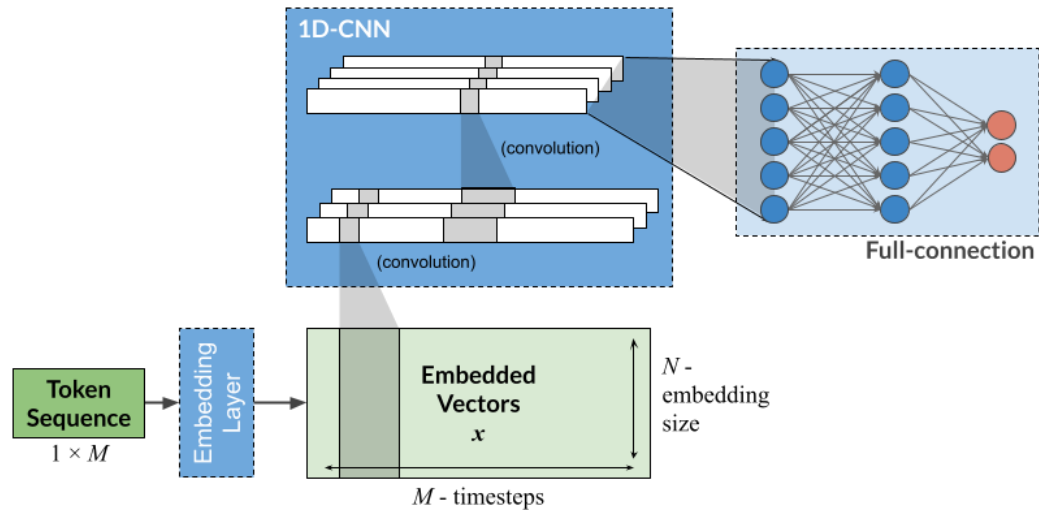 1D-CNN
(convolution)
(convolution)
Full-connection
Token
Sequence
1 × M
Embedding
Layer
Embedded
Vectors
x
N -
embedding
size
M - timesteps